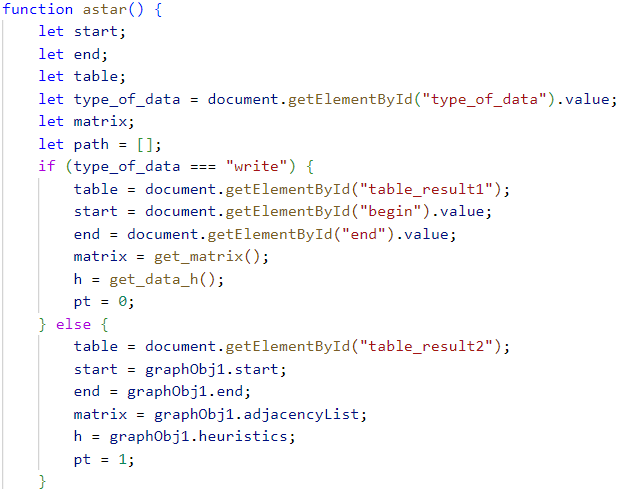 function astar() {
    let start;
    let end;
    let table;
    let type_of_data = document.getElementById("type_of_data").value;
    let matrix;
    let path = [];
    if (type_of_data === "write") {
        table = document.getElementById("table_result1");
        start = document.getElementById("begin").value;
        end = document.getElementById("end").value;
        matrix = get_matrix();
        h = get_data_h();
        pt = 0;
    } else {
        table = document.getElementById("table_result2");
        start = graphObj1.start;
        end = graphObj1.end;
        matrix = graphObj1.adjacencyList;
        h = graphObj1.heuristics;
        pt = 1;
    }